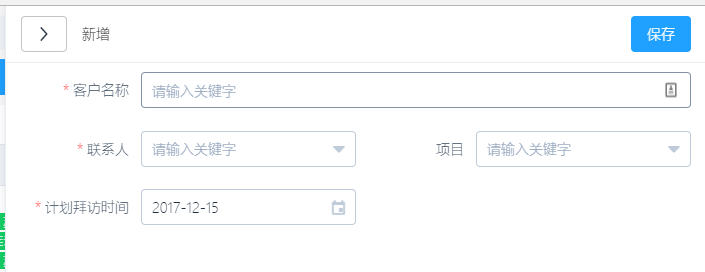 新增 保存
* 客户名称 请输入关键字
* 联系人 请输入关键字 项目 请输入关键字
* 计划拜访时间 2017-12-15